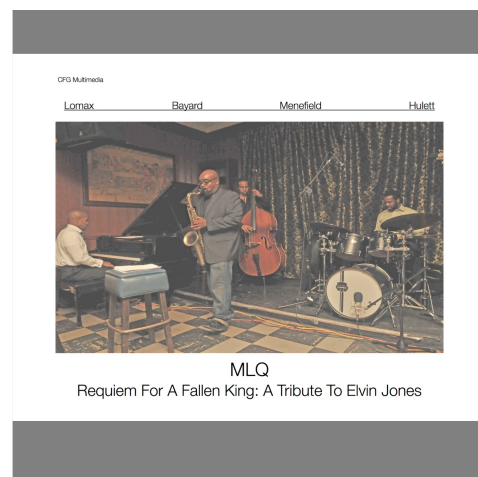 CFG Multimedia
Lomax Bayard Menefield Hulett
MLQ
Requiem For A Fallen King: A Tribute To Elvin Jones